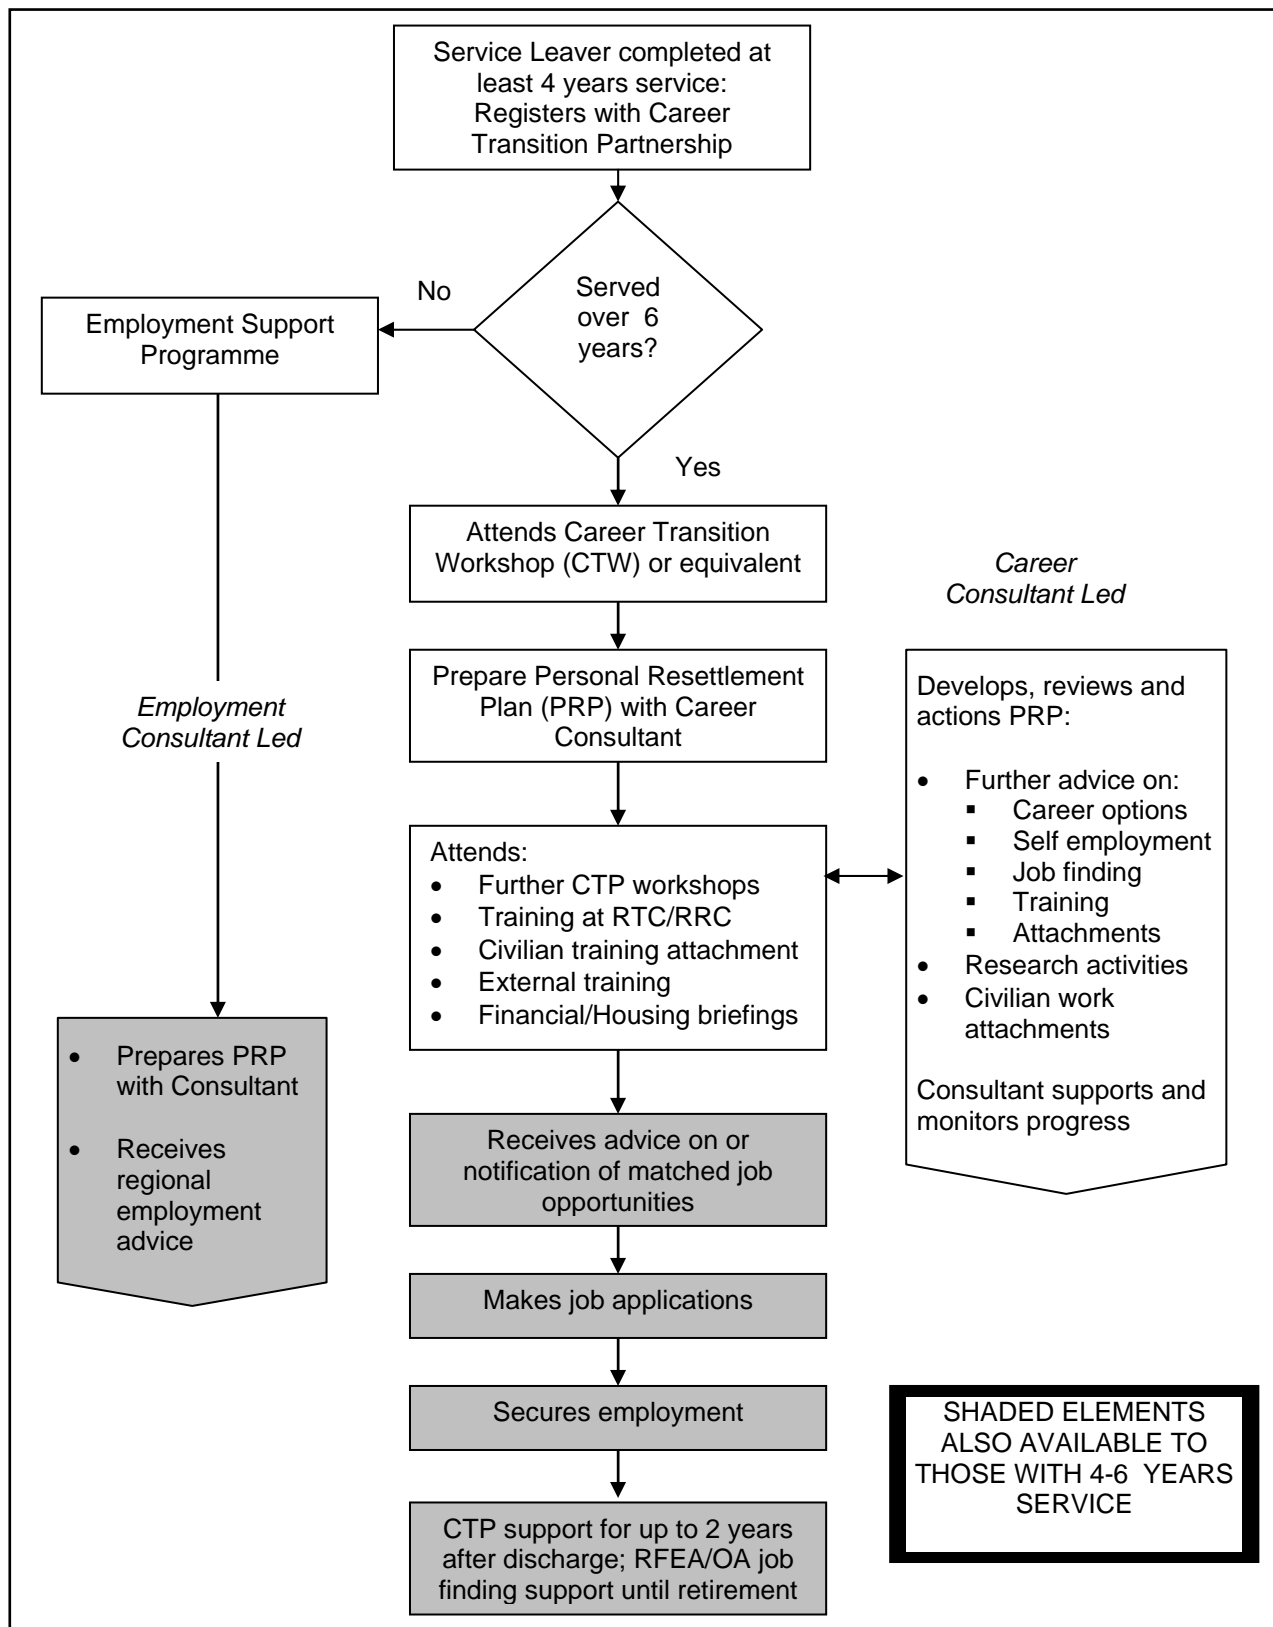 Service Leaver completed at
least 4 years service:
Registers with Career
Transition Partnership
Served
over 6
years?
No
Employment Support
Programme
Yes
Attends Career Transition
Workshop (CTW) or equivalent
Career
Consultant Led
Prepare Personal Resettlement
Plan (PRP) with Career
Consultant
Employment
Consultant Led
Develops, reviews and
actions PRP:
• Further advice on:
▪ Career options
▪ Self employment
▪ Job finding
▪ Training
▪ Attachments
• Research activities
• Civilian work
attachments
Consultant supports and
monitors progress
Attends:
• Further CTP workshops
• Training at RTC/RRC
• Civilian training attachment
• External training
• Financial/Housing briefings
• Prepares PRP
with Consultant
• Receives
regional
employment
advice
Receives advice on or
notification of matched job
opportunities
Makes job applications
Secures employment
SHADED ELEMENTS
ALSO AVAILABLE TO
THOSE WITH 4-6 YEARS
SERVICE
CTP support for up to 2 years
after discharge; RFEA/OA job
finding support until retirement